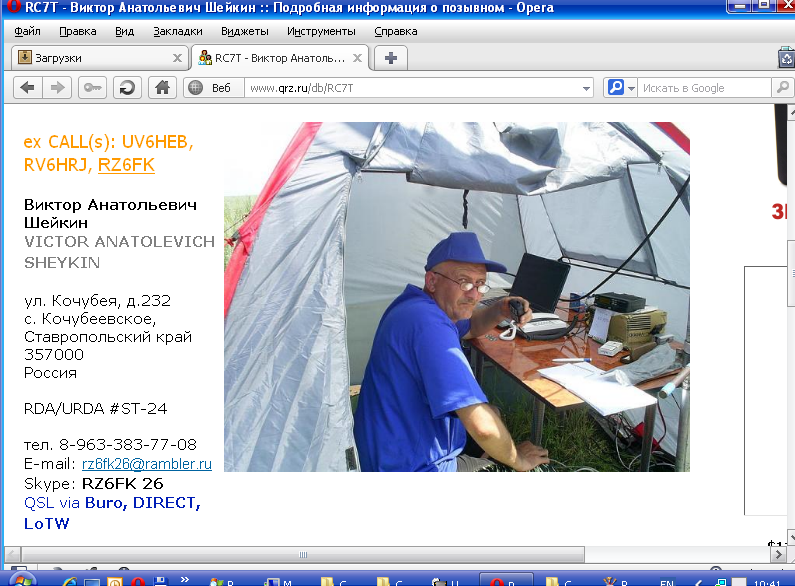 RC7T - Виктор Анатольевич Шейкин :: Подробная информация о позывном - Opera
Файл Правка Вид Закладки Виджеты Инструменты Справка
Загрузки
RC7T - Виктор Анатоль...
Веб
www.qrz.ru/db/RC7T
Искать в Google
ex CALL(s): UV6HEB,
RV6HRJ, RZ6FK
Виктор Анатольевич
Шейкин
VICTOR ANATOLEVICH
SHEYKIN
ул. Кочубея, д.232
с. Кочубеевское,
Ставропольский край
357000
Россия
RDA/URDA #ST-24
тел. 8-963-383-77-08
E-mail: rz6fk26@rambler.ru
Skype: RZ6FK 26
QSL via Buro, DIRECT,
LoTW
EN
10:41